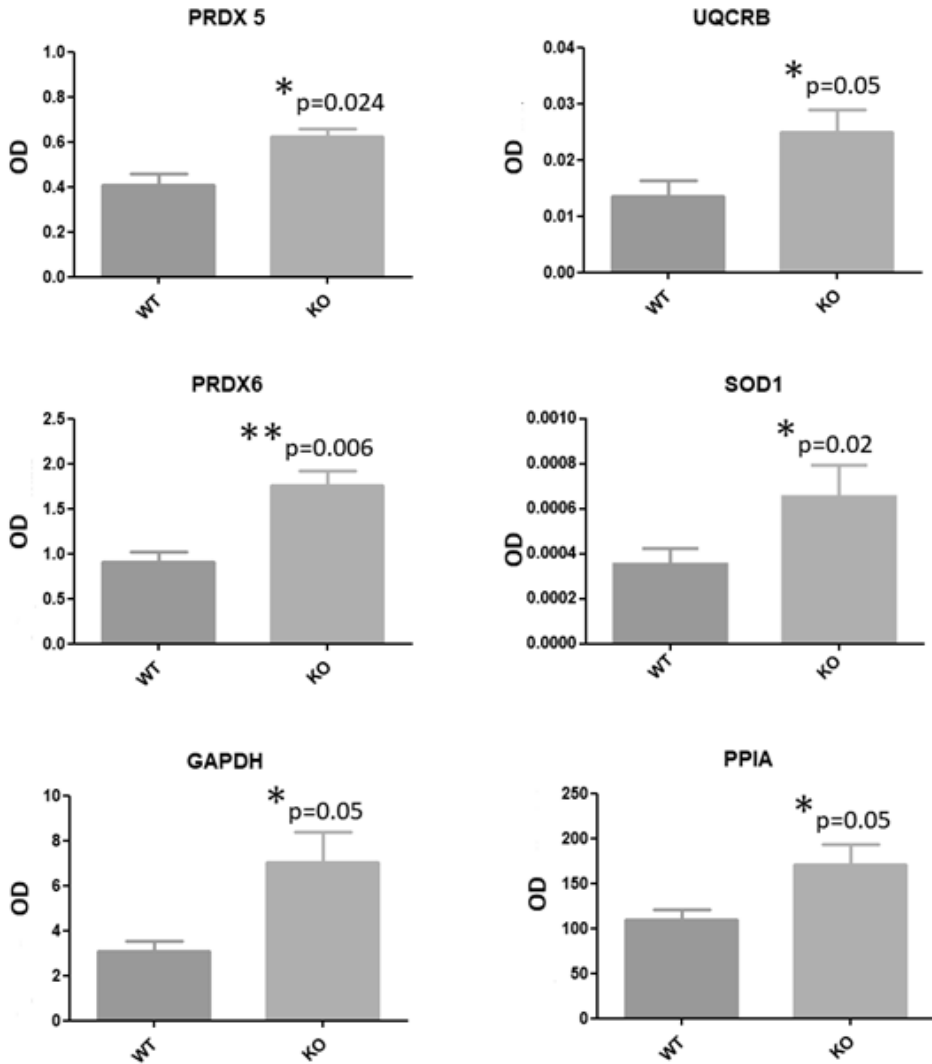 PRDX 5
1.0
0.8
0.6
0.4
0.2
0.0
OD
*
p=0.024
WT
KO
UQCRB
0.04
0.03
0.02
0.01
0.00
OD
*
p=0.05
WT
KO
PRDX6
2.5
2.0
1.5
1.0
0.5
0.0
OD
**
p=0.006
WT
KO
SOD1
0.0010
0.0008
0.0006
0.0004
0.0002
0.0000
OD
*
p=0.02
WT
KO
GAPDH
10
8
6
4
2
0
OD
*
p=0.05
WT
KO
PPIA
250
200
150
100
50
0
OD
*
p=0.05
WT
KO